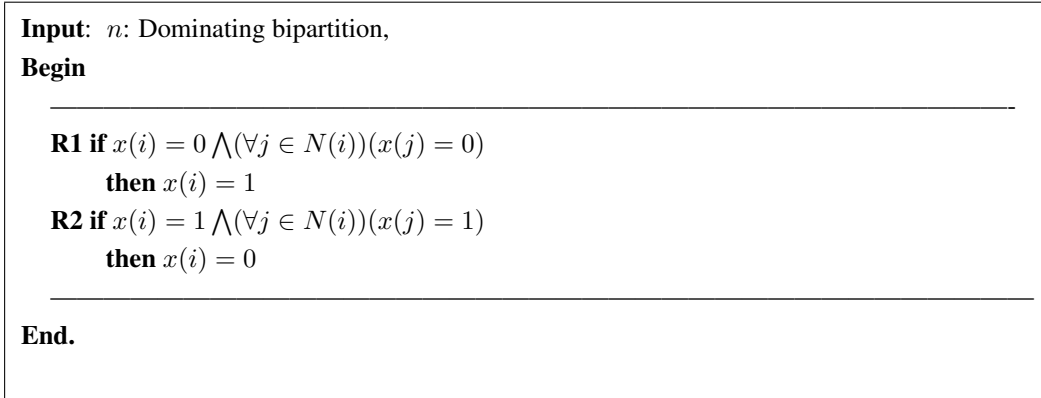 Input: n: Dominating bipartition,
Begin
R1 if x(i) = 0 ⋀(∀j ∈ N(i))(x(j) = 0)
then x(i) = 1
R2 if x(i) = 1 ⋀(∀j ∈ N(i))(x(j) = 1)
then x(i) = 0
End.